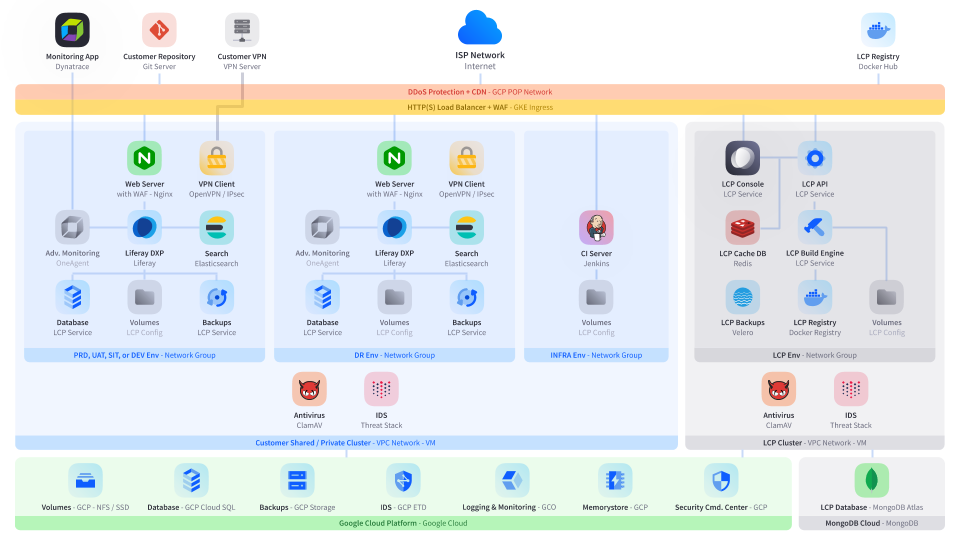 Monitoring App
Dynatrace
Customer Repository
Git Server
Customer VPN
VPN Server
ISP Network
Internet
LCP Registry
Docker Hub
DDoS Protection + CDN - GCP POP Network
HTTP(S) Load Balancer + WAF - GKE Ingress
Web Server
with WAF - Nginx
VPN Client
OpenVPN / IPsec
Adv. Monitoring
OneAgent
Liferay DXP
Liferay
Search
Elasticsearch
Database
LCP Service
Volumes
LCP Config
Backups
LCP Service
PRD, UAT, SIT, or DEV Env - Network Group
Web Server
with WAF - Nginx
VPN Client
OpenVPN / IPsec
Adv. Monitoring
OneAgent
Liferay DXP
Liferay
Search
Elasticsearch
Database
LCP Service
Volumes
LCP Config
Backups
LCP Service
DR Env - Network Group
CI Server
Jenkins
Volumes
LCP Config
INFRA Env - Network Group
Antivirus
ClamAV
IDS
Threat Stack
Customer Shared / Private Cluster - VPC Network - VM
LCP Console
LCP Service
LCP API
LCP Service
LCP Cache DB
Redis
LCP Build Engine
LCP Service
LCP Backups
Velero
LCP Registry
Docker Registry
Volumes
LCP Config
LCP Env - Network Group
Antivirus
ClamAV
IDS
Threat Stack
LCP Cluster - VPC Network - VM
Volumes - GCP - NFS / SSD
Database - GCP Cloud SQL
Backups - GCP Storage
IDS - GCP ETD
Logging & Monitoring - GCO
Memorystore - GCP
Security Cmd. Center - GCP
Google Cloud Platform - Google Cloud
LCP Database - MongoDB Atlas
MongoDB Cloud - MongoDB